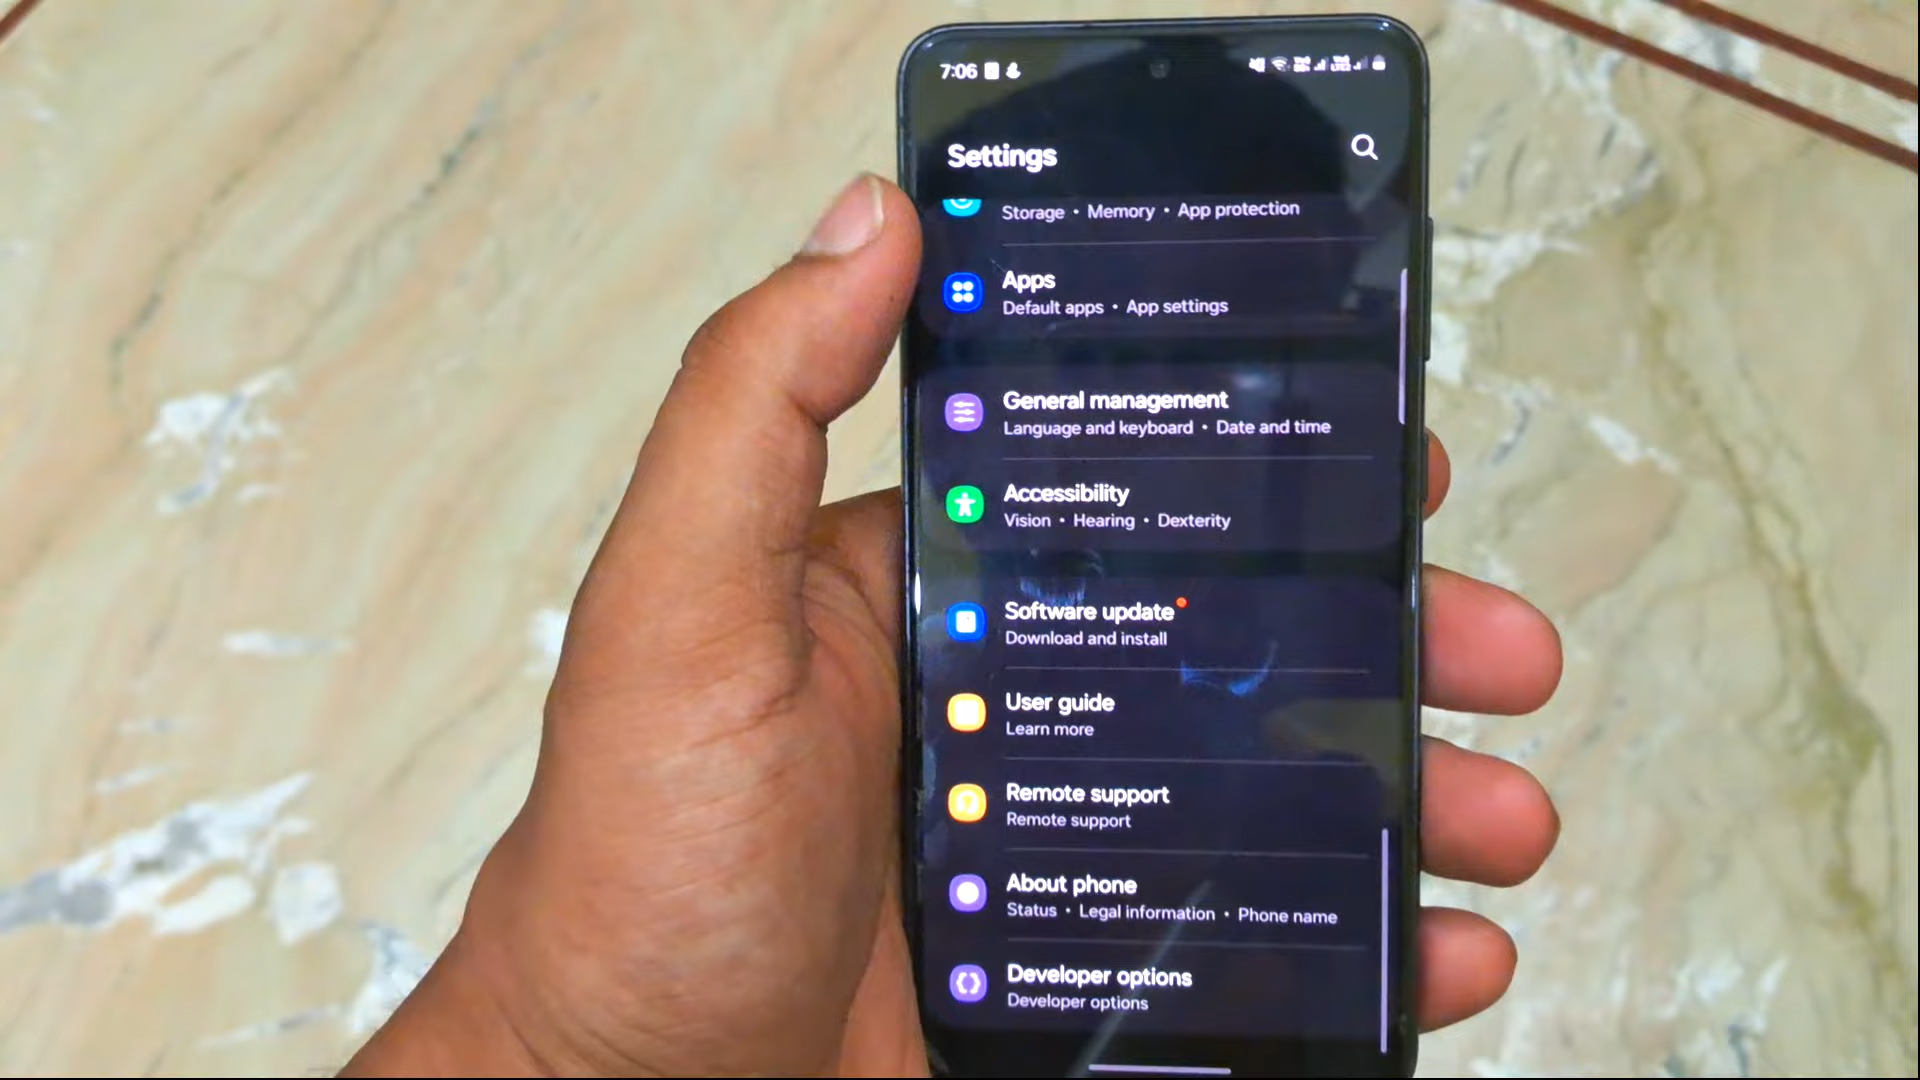 7:06
Settings
Storage • Memory • App protection
Apps
Default apps • App settings
General management
Language and keyboard • Date and time
Accessibility
Vision • Hearing • Dexterity
Software update
Download and install
User guide
Learn more
Remote support
Remote support
About phone
Status • Legal information • Phone name
Developer options
Developer options